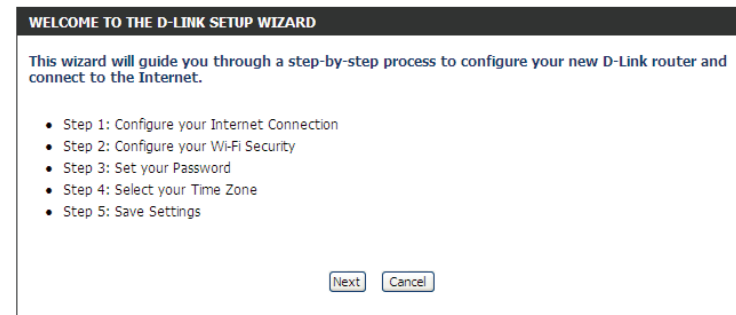 WELCOME TO THE D-LINK SETUP WIZARD
This wizard will guide you through a step-by-step process to configure your new D-Link router and
connect to the Internet.
• Step 1: Configure your Internet Connection
• Step 2: Configure your Wi-Fi Security
• Step 3: Set your Password
• Step 4: Select your Time Zone
• Step 5: Save Settings
Next Cancel